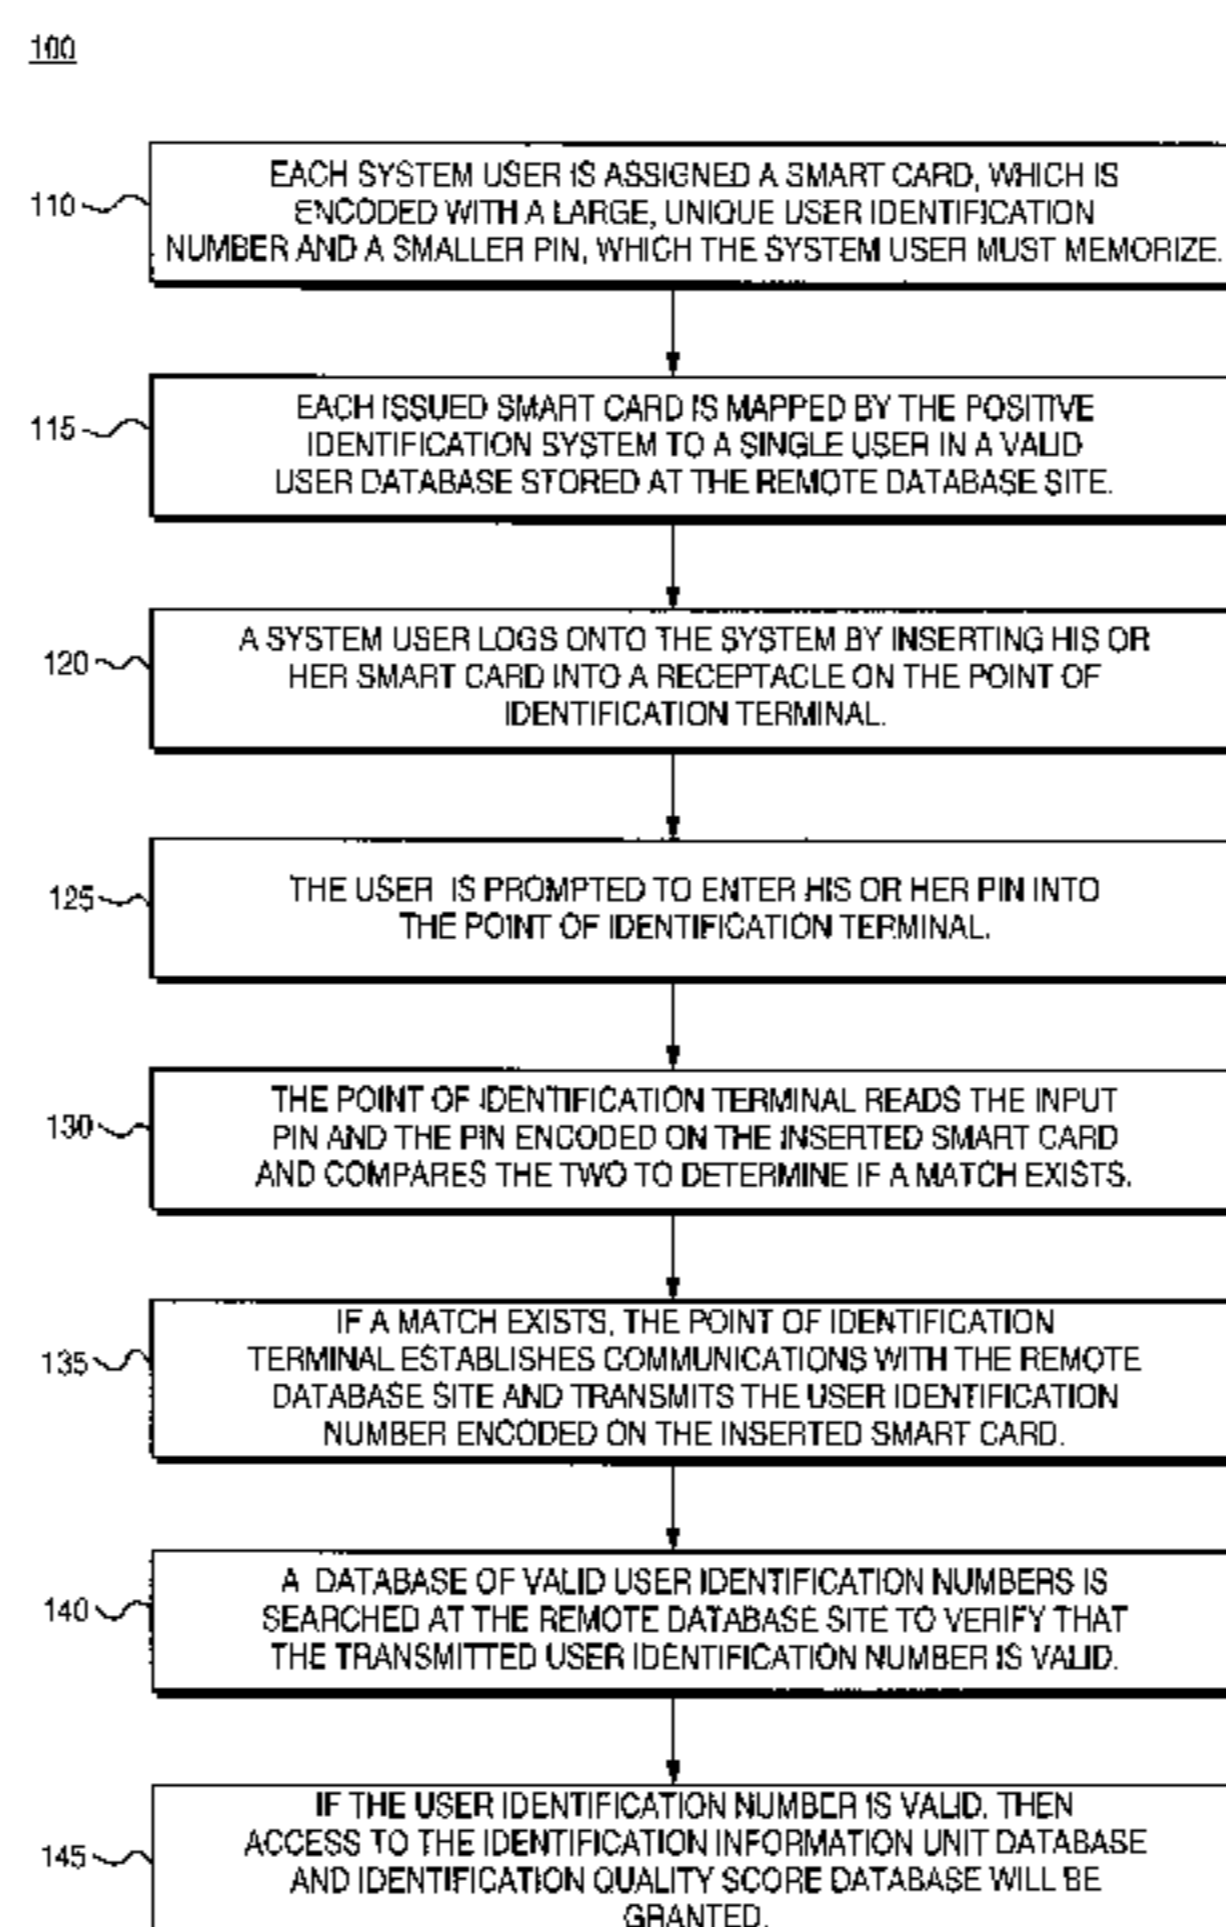 100
110
EACH SYSTEM USER IS ASSIGNED A SMART CARD, WHICH IS
ENCODED WITH A LARGE, UNIQUE USER IDENTIFICATION
NUMBER AND A SMALLER PIN, WHICH THE SYSTEM USER MUST MEMORIZE.
115
EACH ISSUED SMART CARD IS MAPPED BY THE POSITIVE
IDENTIFICATION SYSTEM TO A SINGLE USER IN A VALID
USER DATABASE STORED AT THE REMOTE DATABASE SITE.
120
A SYSTEM USER LOGS ONTO THE SYSTEM BY INSERTING HIS OR
HER SMART CARD INTO A RECEPTACLE ON THE POINT OF
IDENTIFICATION TERMINAL.
125
THE USER IS PROMPTED TO ENTER HIS OR HER PIN INTO
THE POINT OF IDENTIFICATION TERMINAL.
130
THE POINT OF IDENTIFICATION TERMINAL READS THE INPUT
PIN AND THE PIN ENCODED ON THE INSERTED SMART CARD
AND COMPARES THE TWO TO DETERMINE IF A MATCH EXISTS.
135
IF A MATCH EXISTS, THE POINT OF IDENTIFICATION
TERMINAL ESTABLISHES COMMUNICATIONS WITH THE REMOTE
DATABASE SITE AND TRANSMITS THE USER IDENTIFICATION
NUMBER ENCODED ON THE INSERTED SMART CARD.
140
A DATABASE OF VALID USER IDENTIFICATION NUMBERS IS
SEARCHED AT THE REMOTE DATABASE SITE TO VERIFY THAT
THE TRANSMITTED USER IDENTIFICATION NUMBER IS VALID.
145
IF THE USER IDENTIFICATION NUMBER IS VALID, THEN
ACCESS TO THE IDENTIFICATION INFORMATION UNIT DATABASE
AND IDENTIFICATION QUALITY SCORE DATABASE WILL BE
GRANTED.